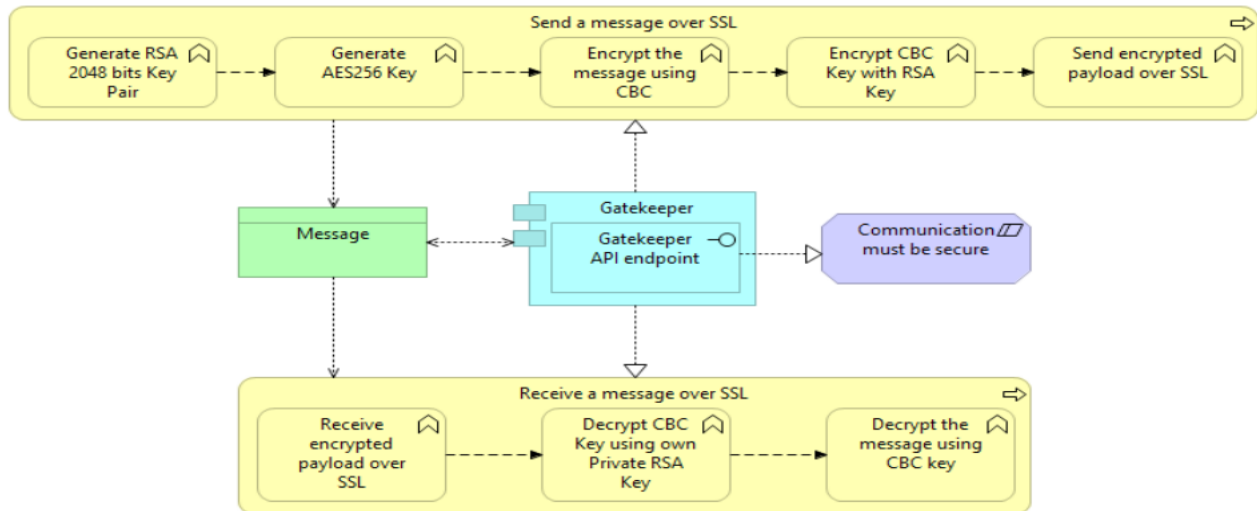 Send a message over SSL
Generate RSA
2048 bits Key
Pair
Generate
AES256 Key
Encrypt the
message using
CBC
Encrypt CBC
Key with RSA
Key
Send encrypted
payload over SSL
Message
Gatekeeper
Gatekeeper
API endpoint
Communication
must be secure
Receive a message over SSL
Receive
encrypted
payload over
SSL
Decrypt CBC
Key using own
Private RSA
Key
Decrypt the
message using
CBC key